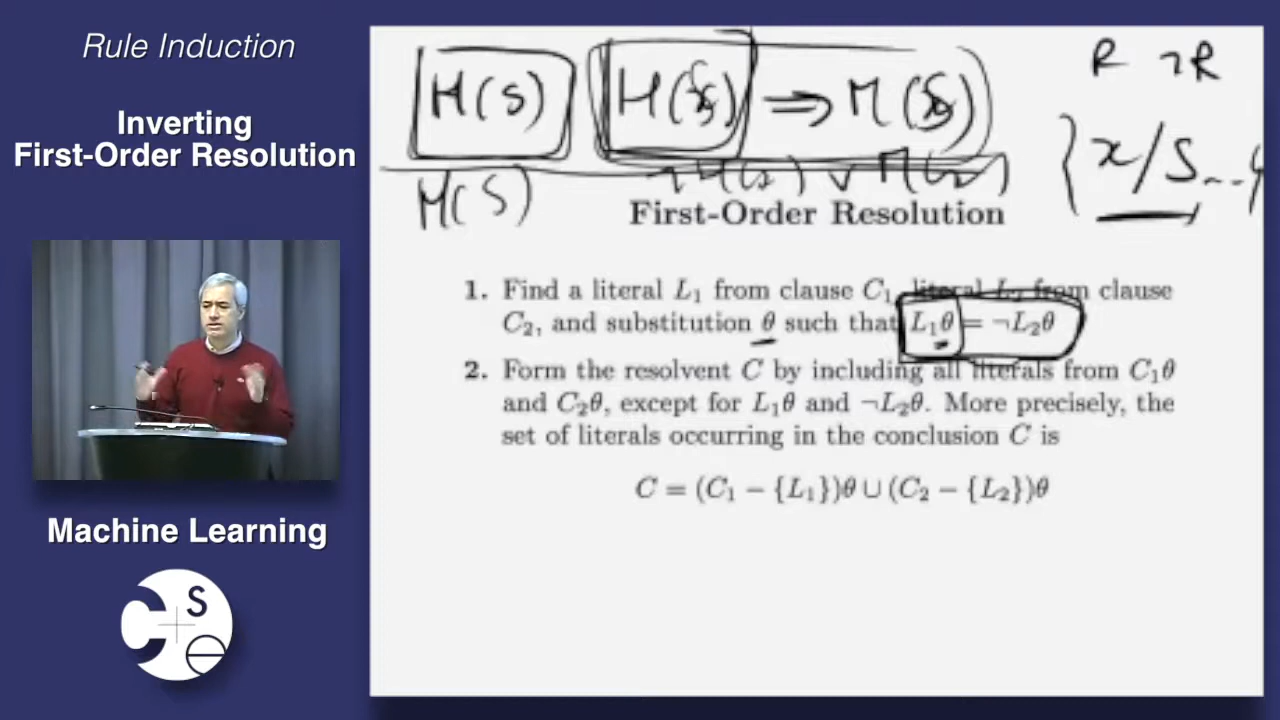 Rule Induction
Inverting
First-Order Resolution
Machine Learning
CSE
H(S) H(x) ⇒ M(x)
M(S) ¬H(x) ∨ M(x)
R ¬R
{x/S...}
First-Order Resolution
1. Find a literal L₁ from clause C₁, literal L₂ from clause
C₂, and substitution θ such that L₁θ = ¬L₂θ
2. Form the resolvent C by including all literals from C₁θ
and C₂θ, except for L₁θ and ¬L₂θ. More precisely, the
set of literals occurring in the conclusion C is
C = (C₁ − {L₁})θ ∪ (C₂ − {L₂})θ